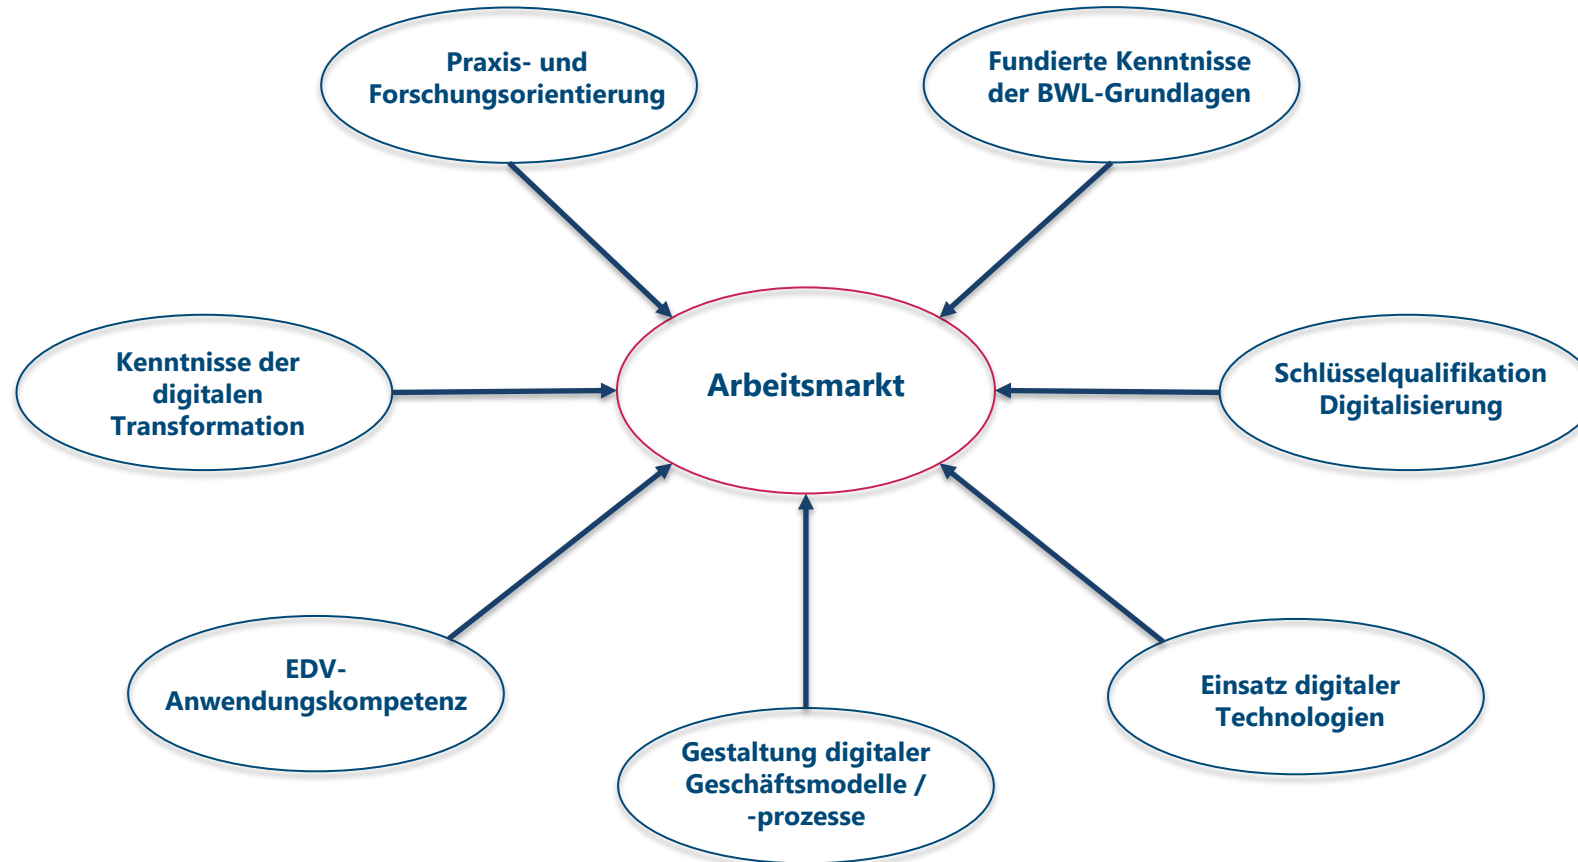 Praxis- und
Forschungsorientierung
Fundierte Kenntnisse
der BWL-Grundlagen
Kenntnisse der
digitalen
Transformation
Arbeitsmarkt
Schlüsselqualifikation
Digitalisierung
EDV-
Anwendungskompetenz
Gestaltung digitaler
Geschäftsmodelle /
-prozesse
Einsatz digitaler
Technologien